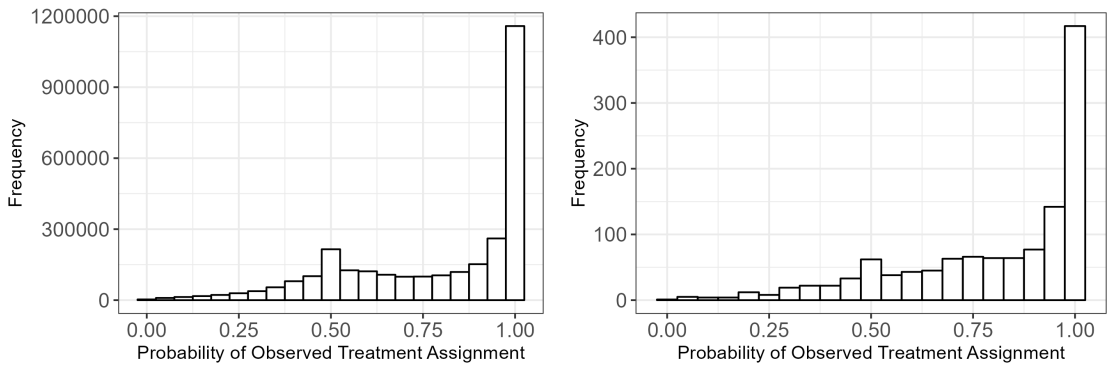 1200000
900000
600000
300000
0
Frequency
0.00 0.25 0.50 0.75 1.00
Probability of Observed Treatment Assignment
400
300
200
100
0
Frequency
0.00 0.25 0.50 0.75 1.00
Probability of Observed Treatment Assignment